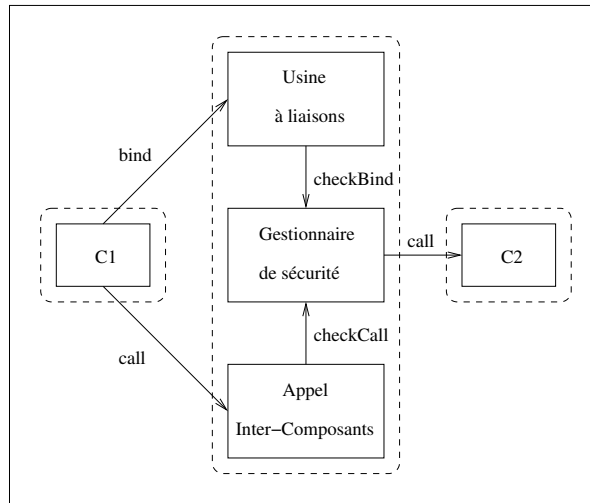 Usine
à liaisons
bind
checkBind
C1
Gestionnaire
de sécurité
call
C2
call
checkCall
Appel
Inter−Composants